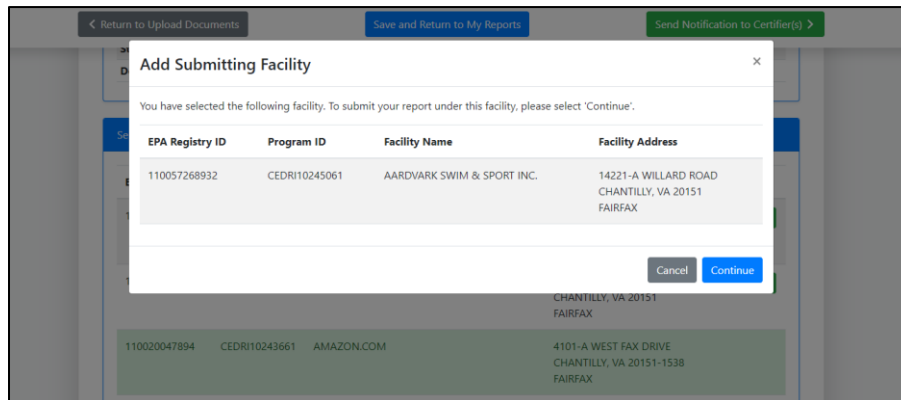 Return to Upload Documents
Save and Return to My Reports
Send Notification to Certifier(s)
Add Submitting Facility
×
You have selected the following facility. To submit your report under this facility, please select 'Continue'.
EPA Registry ID Program ID Facility Name Facility Address
110057268932 CEDRI10245061 AARDVARK SWIM & SPORT INC. 14221-A WILLARD ROAD
CHANTILLY, VA 20151
FAIRFAX
Cancel Continue
CHANTILLY, VA 20151
FAIRFAX
110020047894 CEDRI10243661 AMAZON.COM 4101-A WEST FAX DRIVE
CHANTILLY, VA 20151-1538
FAIRFAX